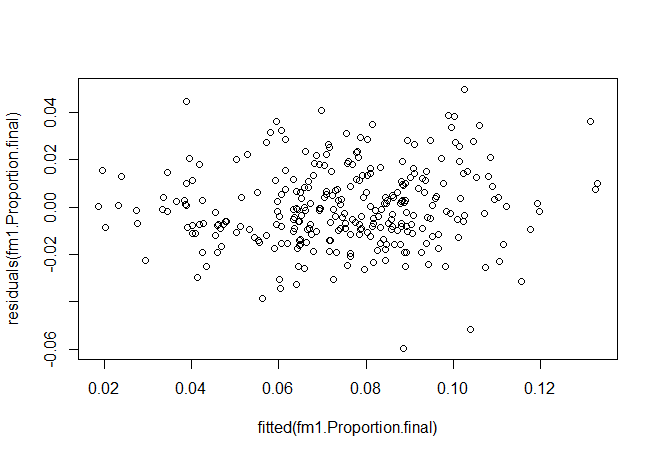 residuals(fm1.Proportion.final)
0.04
0.02
0.00
-0.02
-0.06
0.02 0.04 0.06 0.08 0.10 0.12
fitted(fm1.Proportion.final)